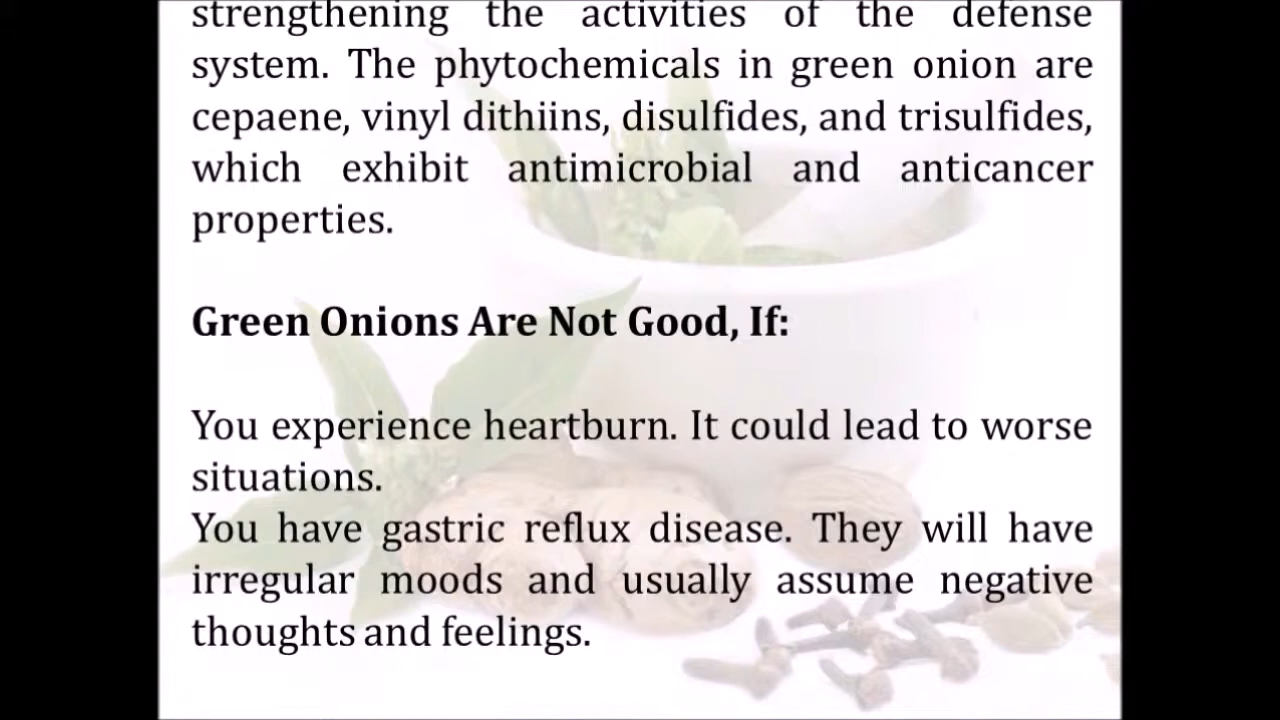 strengthening the activities of the defense
system. The phytochemicals in green onion are
cepaene, vinyl dithiins, disulfides, and trisulfides,
which exhibit antimicrobial and anticancer
properties.
Green Onions Are Not Good, If:
You experience heartburn. It could lead to worse
situations.
You have gastric reflux disease. They will have
irregular moods and usually assume negative
thoughts and feelings.